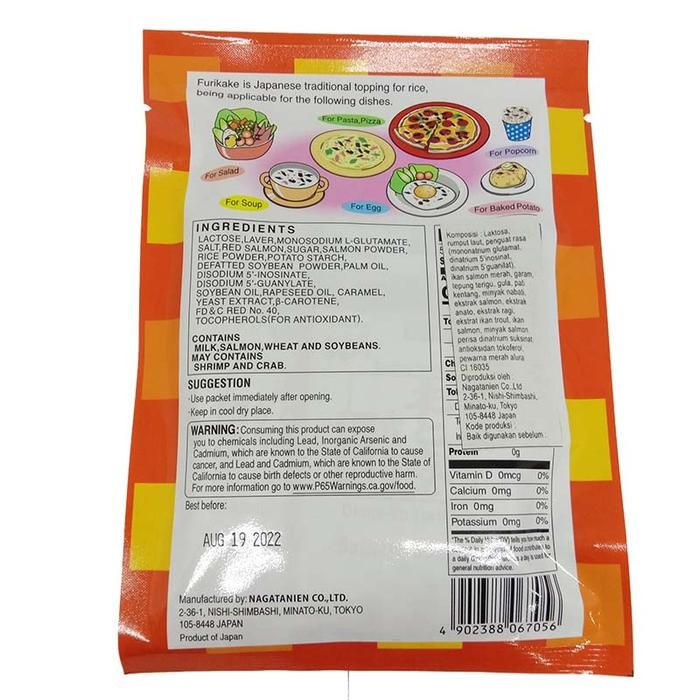 Furikake is Japanese traditional topping for rice,
being applicable for the following dishes.
For Pasta,Pizza
For Popcorn
For Salad
For Soup
For Egg
For Baked Potato
INGREDIENTS
LACTOSE,LAVER,MONOSODIUM L-GLUTAMATE,
SALT,RED SALMON,SUGAR,SALMON POWDER,
RICE POWDER,POTATO STARCH,
DEFATTED SOYBEAN POWDER,PALM OIL,
DISODIUM 5'-INOSINATE,
DISODIUM 5'-GUANYLATE,
SOYBEAN OIL,RAPESEED OIL, CARAMEL,
YEAST EXTRACT,β-CAROTENE,
FD&C RED No. 40,
TOCOPHEROLS(FOR ANTIOXIDANT).
CONTAINS
MILK,SALMON,WHEAT AND SOYBEANS.
MAY CONTAINS
SHRIMP AND CRAB.
SUGGESTION
·Use packet immediately after opening.
·Keep in cool dry place.
WARNING: Consuming this product can expose
you to chemicals including Lead, Inorganic Arsenic and
Cadmium, which are known to the State of California to cause
cancer, and Lead and Cadmium, which are known to the State of
California to cause birth defects or other reproductive harm.
For more information go to www.P65Warnings.ca.gov/food.
Best before:
AUG 19 2022
Manufactured by: NAGATANIEN CO.,LTD.
2-36-1, NISHI-SHIMBASHI, MINATO-KU, TOKYO
105-8448 JAPAN
Product of Japan
Komposisi : Laktosa,
rumput laut, penguat rasa
(mononatrium glutamat,
dinatrium 5'inosinat,
dinatrium 5'guanilat),
ikan salmon merah, garam,
tepung terigu, gula, pati
kentang, minyak nabati,
ekstrak salmon, ekstrak
anato, ekstrak ragi,
ekstrak ikan trout, ikan
salmon, minyak salmon,
perisa dinatrium suksinat,
antioksidan tokoferol,
pewarna merah alura
CI 16035
Diproduksi oleh :
Nagatanien Co.,Ltd
2-36-1, Nishi-Shimbashi,
Minato-ku, Tokyo
105-8448 Japan
Kode produksi :
Baik digunakan sebelum :
Protein 0g
Vitamin D 0mcg 0%
Calcium 0mg 0%
Iron 0mg 0%
Potassium 0mg 0%
*The % Daily Value (DV) tells you how much a
general nutrition advice.
4 902388 067056